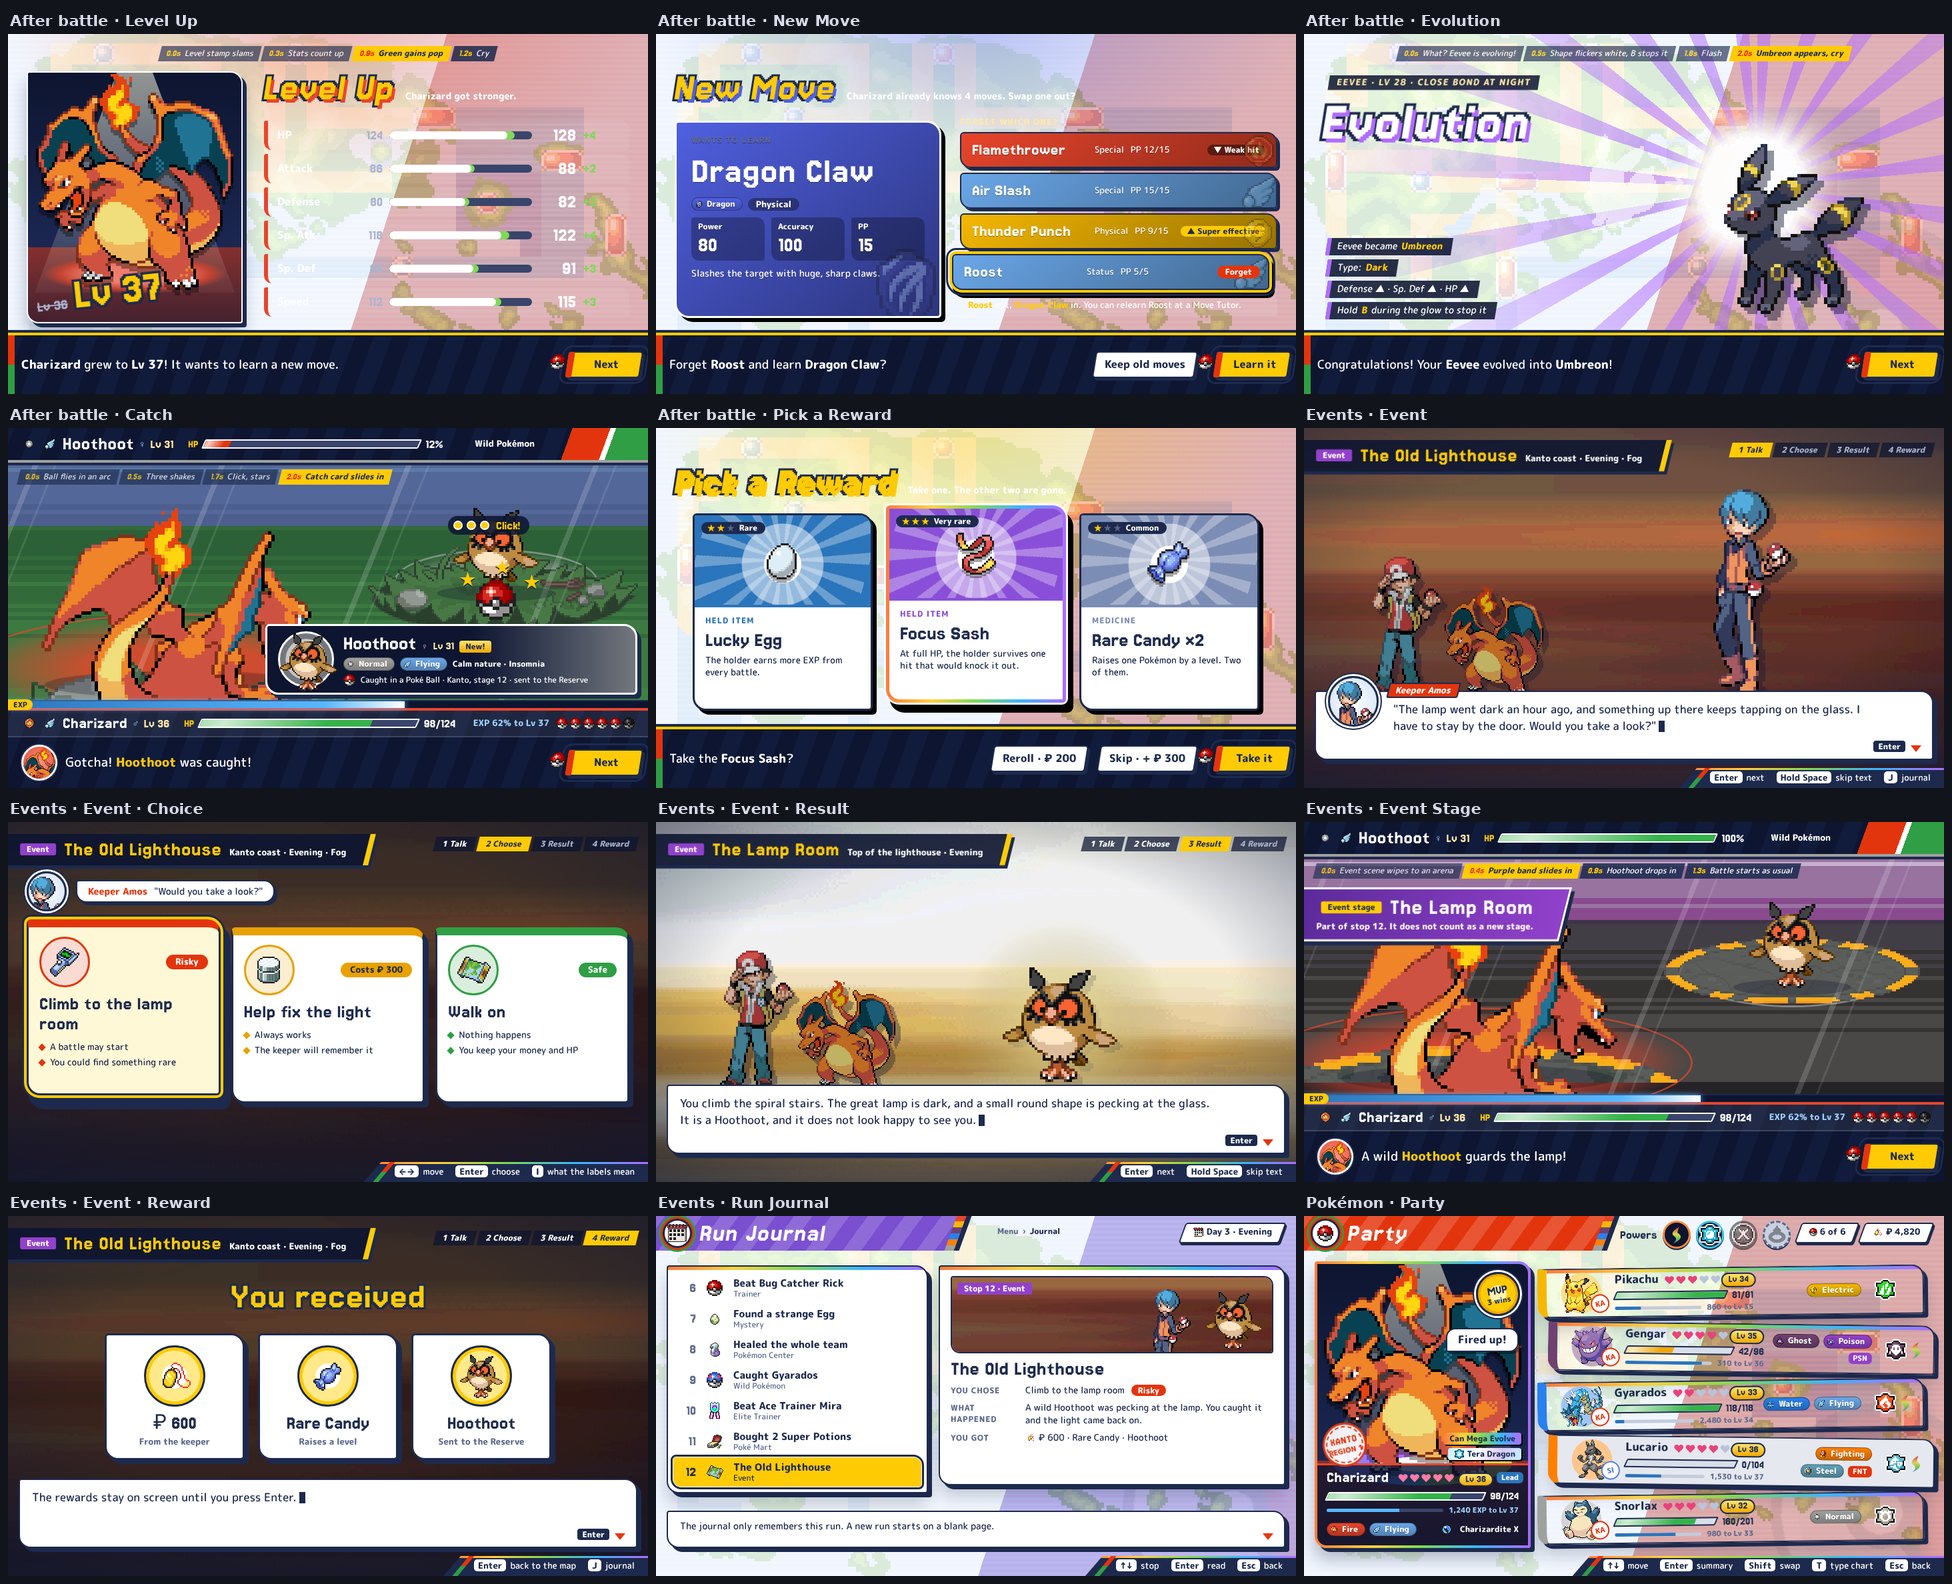 After battle · Level Up
0.0s Level stamp slams
0.3s Stats count up
0.8s Green gains pop
1.2s Cry
Level Up
Charizard got stronger.
HP 124 128 +4
Attack 86 88 +2
Defense 80 82
Sp. Atk 118 122 +4
Sp. Def 91 +3
Speed 112 115 +3
Lv 36
Lv 37
Charizard grew to Lv 37! It wants to learn a new move.
Next
After battle · New Move
New Move
Charizard already knows 4 moves. Swap one out?
WANTS TO LEARN
Dragon Claw
Dragon Physical
Power Accuracy PP
80 100 15
Slashes the target with huge, sharp claws.
FORGET WHICH ONE?
Flamethrower Special PP 12/15 ▼ Weak hit
Air Slash Special PP 15/15
Thunder Punch Physical PP 9/15 ▲ Super effective
Roost Status PP 5/5 Forget
Roost Dragon Claw in. You can relearn Roost at a Move Tutor.
Forget Roost and learn Dragon Claw?
Keep old moves
Learn it
After battle · Evolution
0.0s What? Eevee is evolving!
0.5s Shape flickers white, B stops it
1.8s Flash
2.0s Umbreon appears, cry
EEVEE · LV 28 · CLOSE BOND AT NIGHT
Evolution
Eevee became Umbreon
Type: Dark
Defense ▲ · Sp. Def ▲ · HP ▲
Hold B during the glow to stop it
Congratulations! Your Eevee evolved into Umbreon!
Next
After battle · Catch
Hoothoot ♀ Lv 31 HP 12% Wild Pokémon
0.0s Ball flies in an arc
0.5s Three shakes
1.7s Click, stars
2.0s Catch card slides in
Click!
Hoothoot ♀ Lv 31 New!
Normal Flying Calm nature · Insomnia
Caught in a Poké Ball · Kanto, stage 12 · sent to the Reserve
EXP
Charizard ♂ Lv 36 HP 98/124 EXP 62% to Lv 37
Gotcha! Hoothoot was caught!
Next
After battle · Pick a Reward
Pick a Reward
Take one. The other two are gone.
★★★ Rare
HELD ITEM
Lucky Egg
The holder earns more EXP from
every battle.
★★★ Very rare
HELD ITEM
Focus Sash
At full HP, the holder survives one
hit that would knock it out.
★★★ Common
MEDICINE
Rare Candy ×2
Raises one Pokémon by a level. Two
of them.
Take the Focus Sash?
Reroll · ₽ 200
Skip · + ₽ 300
Take it
Events · Event
Event The Old Lighthouse Kanto coast · Evening · Fog
1 Talk 2 Choose 3 Result 4 Reward
Keeper Amos
"The lamp went dark an hour ago, and something up there keeps tapping on the glass. I
have to stay by the door. Would you take a look?"
Enter
Enter next Hold Space skip text J journal
Events · Event · Choice
Event The Old Lighthouse Kanto coast · Evening · Fog
1 Talk 2 Choose 3 Result 4 Reward
Keeper Amos "Would you take a look?"
Risky
Climb to the lamp
room
A battle may start
You could find something rare
Costs ₽ 300
Help fix the light
Always works
The keeper will remember it
Safe
Walk on
Nothing happens
You keep your money and HP
←→ move Enter choose I what the labels mean
Events · Event · Result
Event The Lamp Room Top of the lighthouse · Evening
1 Talk 2 Choose 3 Result 4 Reward
You climb the spiral stairs. The great lamp is dark, and a small round shape is pecking at the glass.
It is a Hoothoot, and it does not look happy to see you.
Enter
Enter next Hold Space skip text
Events · Event Stage
Hoothoot ♀ Lv 31 HP 100% Wild Pokémon
0.0s Event scene wipes to an arena
0.4s Purple band slides in
0.8s Hoothoot drops in
1.3s Battle starts as usual
Event stage The Lamp Room
Part of stop 12. It does not count as a new stage.
EXP
Charizard ♂ Lv 36 HP 98/124 EXP 62% to Lv 37
A wild Hoothoot guards the lamp!
Next
Events · Event · Reward
Event The Old Lighthouse Kanto coast · Evening · Fog
1 Talk 2 Choose 3 Result 4 Reward
You received
₽ 600
From the keeper
Rare Candy
Raises a level
Hoothoot
Sent to the Reserve
The rewards stay on screen until you press Enter.
Enter
Enter back to the map J journal
Events · Run Journal
Run Journal
Menu › Journal
Day 3 · Evening
6 Beat Bug Catcher Rick
Trainer
7 Found a strange Egg
Mystery
8 Healed the whole team
Pokémon Center
9 Caught Gyarados
Wild Pokémon
10 Beat Ace Trainer Mira
Elite Trainer
11 Bought 2 Super Potions
Poké Mart
12 The Old Lighthouse
Event
Stop 12 · Event
The Old Lighthouse
YOU CHOSE Climb to the lamp room Risky
WHAT HAPPENED A wild Hoothoot was pecking at the lamp. You caught it
and the light came back on.
YOU GOT ₽ 600 · Rare Candy · Hoothoot
The journal only remembers this run. A new run starts on a blank page.
↑↓ stop Enter read Esc back
Pokémon · Party
Party
Powers
6 of 6
₽ 4,820
MVP
3 wins
Fired up!
KANTO
REGION
Can Mega Evolve
Tera Dragon
Charizard Lv 36 Lead
98/124
1,240 EXP to Lv 37
Fire Flying Charizardite X
Pikachu Lv 34
81/81
860 to Lv 35
Electric
KA
Gengar Lv 35
42/96
310 to Lv 36
Ghost Poison
PSN
KA
Gyarados Lv 33
118/118
2,480 to Lv 34
Water Flying
KA
Lucario Lv 36
0/104
1,530 to Lv 37
Fighting
Steel FNT
SI
Snorlax Lv 32
160/201
980 to Lv 33
Normal
KA
↑↓ move Enter summary Shift swap T type chart Esc back